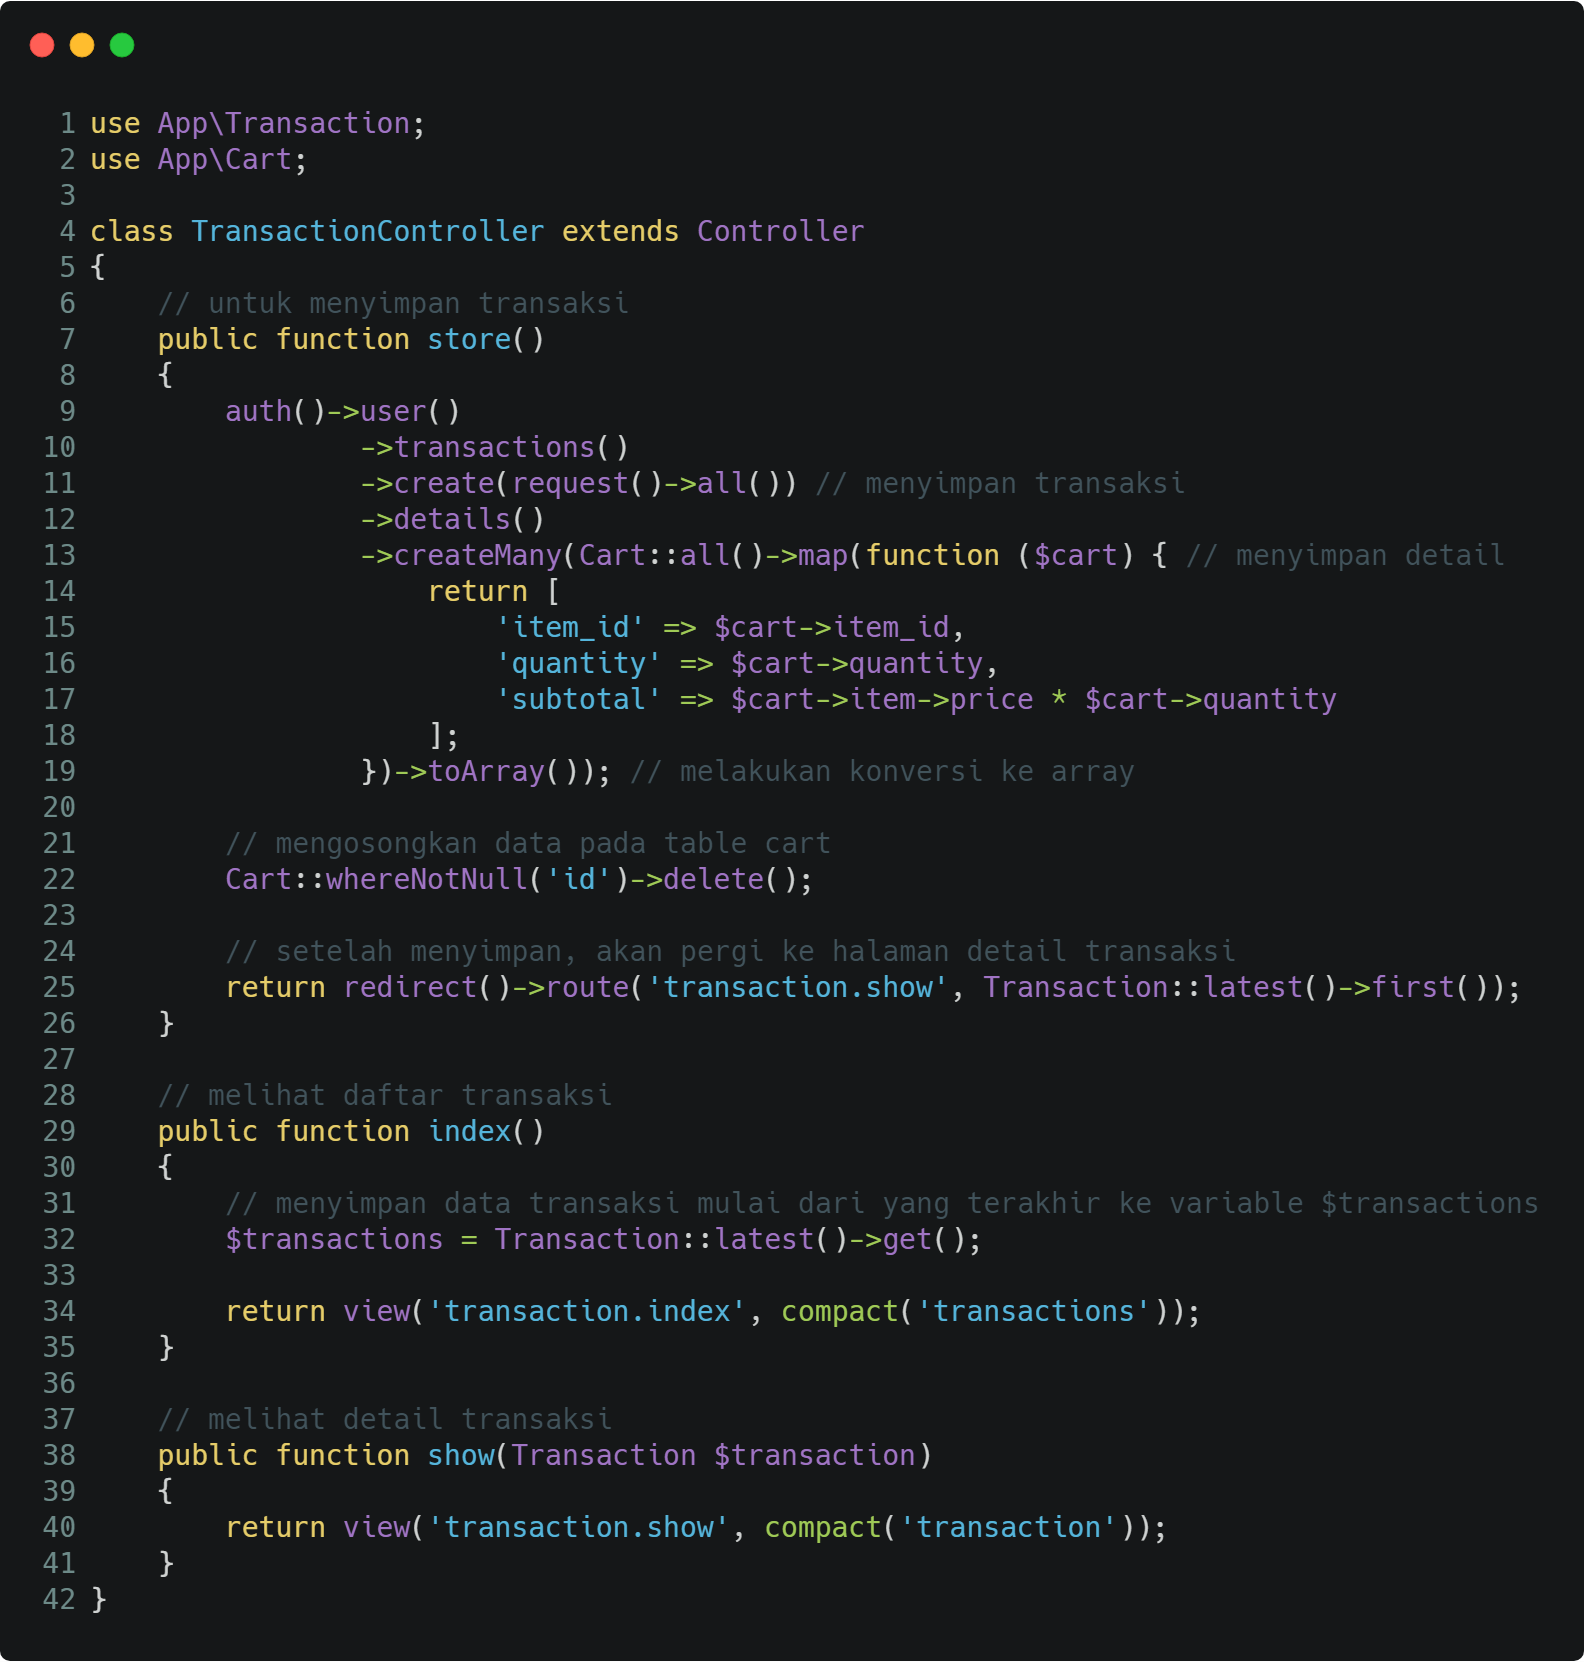 1 use App\Transaction;
2 use App\Cart;
3
4 class TransactionController extends Controller
5 {
6     // untuk menyimpan transaksi
7     public function store()
8     {
9         auth()->user()
10                 ->transactions()
11                 ->create(request()->all()) // menyimpan transaksi
12                 ->details()
13                 ->createMany(Cart::all()->map(function ($cart) { // menyimpan detail
14                     return [
15                         'item_id' => $cart->item_id,
16                         'quantity' => $cart->quantity,
17                         'subtotal' => $cart->item->price * $cart->quantity
18                     ];
19                 })->toArray()); // melakukan konversi ke array
20
21         // mengosongkan data pada table cart
22         Cart::whereNotNull('id')->delete();
23
24         // setelah menyimpan, akan pergi ke halaman detail transaksi
25         return redirect()->route('transaction.show', Transaction::latest()->first());
26     }
27
28     // melihat daftar transaksi
29     public function index()
30     {
31         // menyimpan data transaksi mulai dari yang terakhir ke variable $transactions
32         $transactions = Transaction::latest()->get();
33
34         return view('transaction.index', compact('transactions'));
35     }
36
37     // melihat detail transaksi
38     public function show(Transaction $transaction)
39     {
40         return view('transaction.show', compact('transaction'));
41     }
42 }